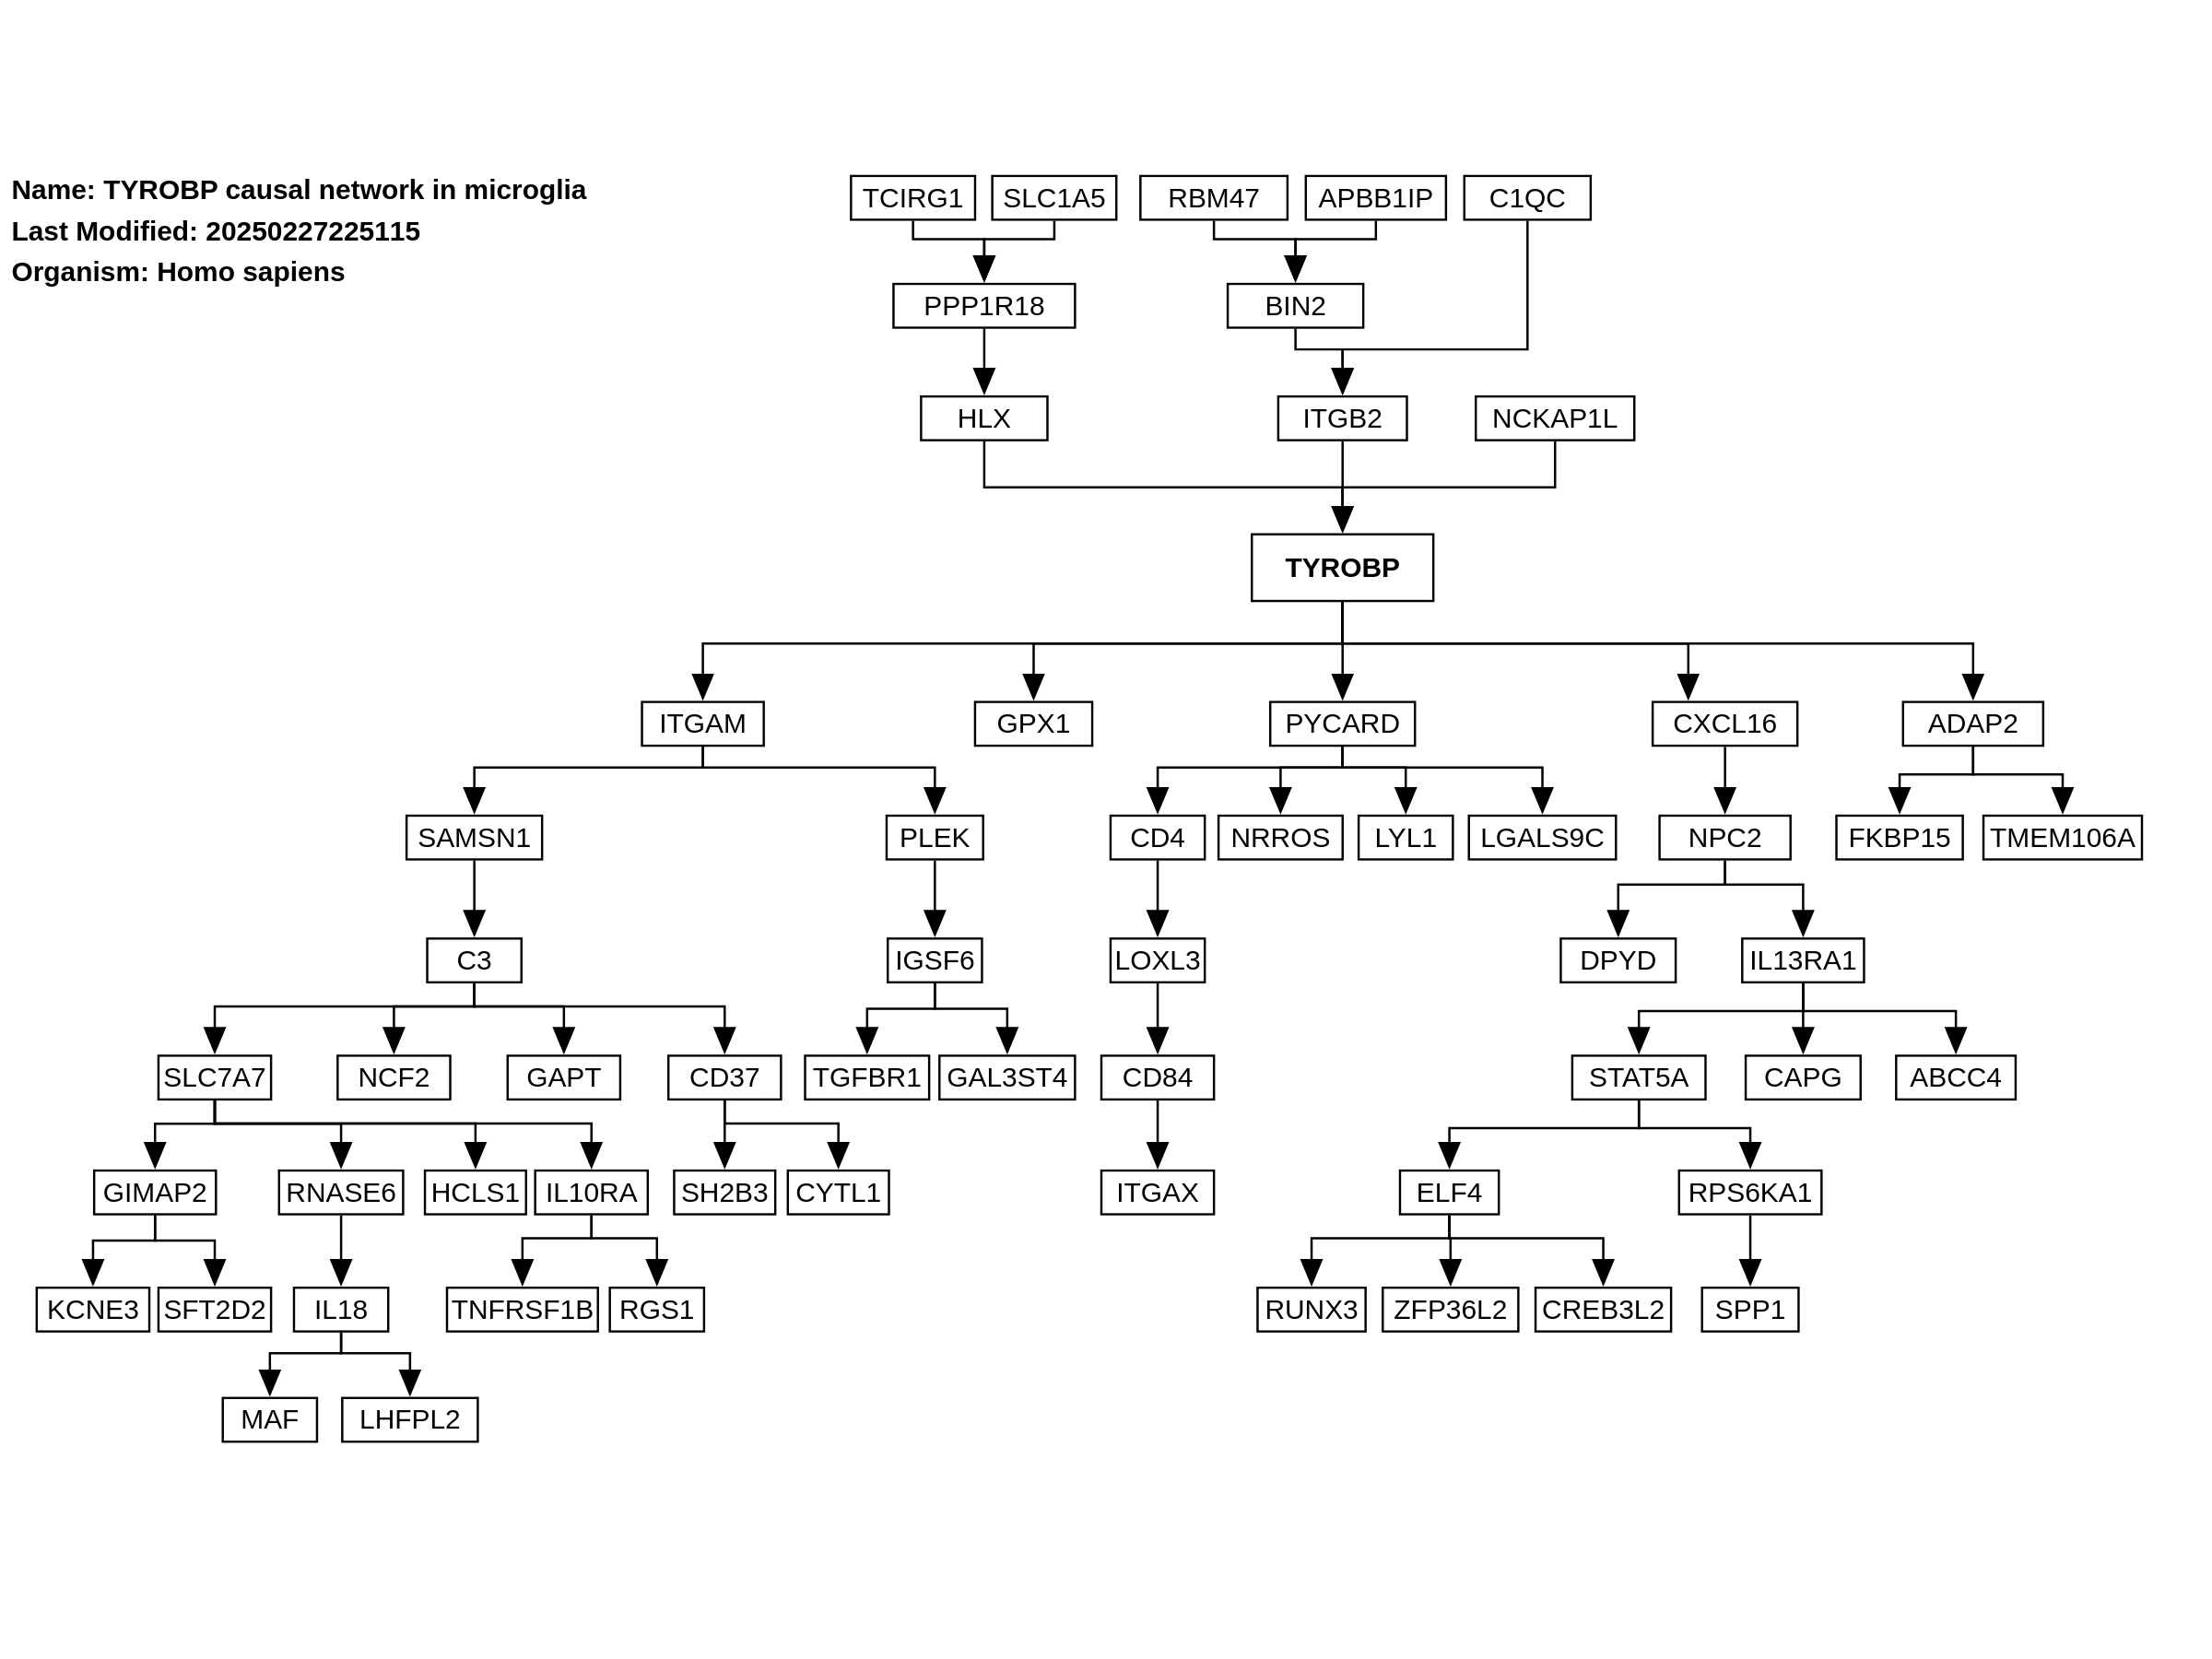 Name: TYROBP causal network in microglia
Last Modified: 20250227225115
Organism: Homo sapiens
TCIRG1 SLC1A5 RBM47 APBB1IP C1QC
PPP1R18 BIN2
HLX ITGB2 NCKAP1L
TYROBP
ITGAM GPX1 PYCARD CXCL16 ADAP2
SAMSN1 PLEK CD4 NRROS LYL1 LGALS9C NPC2 FKBP15 TMEM106A
C3 IGSF6 LOXL3 DPYD IL13RA1
SLC7A7 NCF2 GAPT CD37 TGFBR1 GAL3ST4 CD84 STAT5A CAPG ABCC4
GIMAP2 RNASE6 HCLS1 IL10RA SH2B3 CYTL1 ITGAX ELF4 RPS6KA1
KCNE3 SFT2D2 IL18 TNFRSF1B RGS1 RUNX3 ZFP36L2 CREB3L2 SPP1
MAF LHFPL2